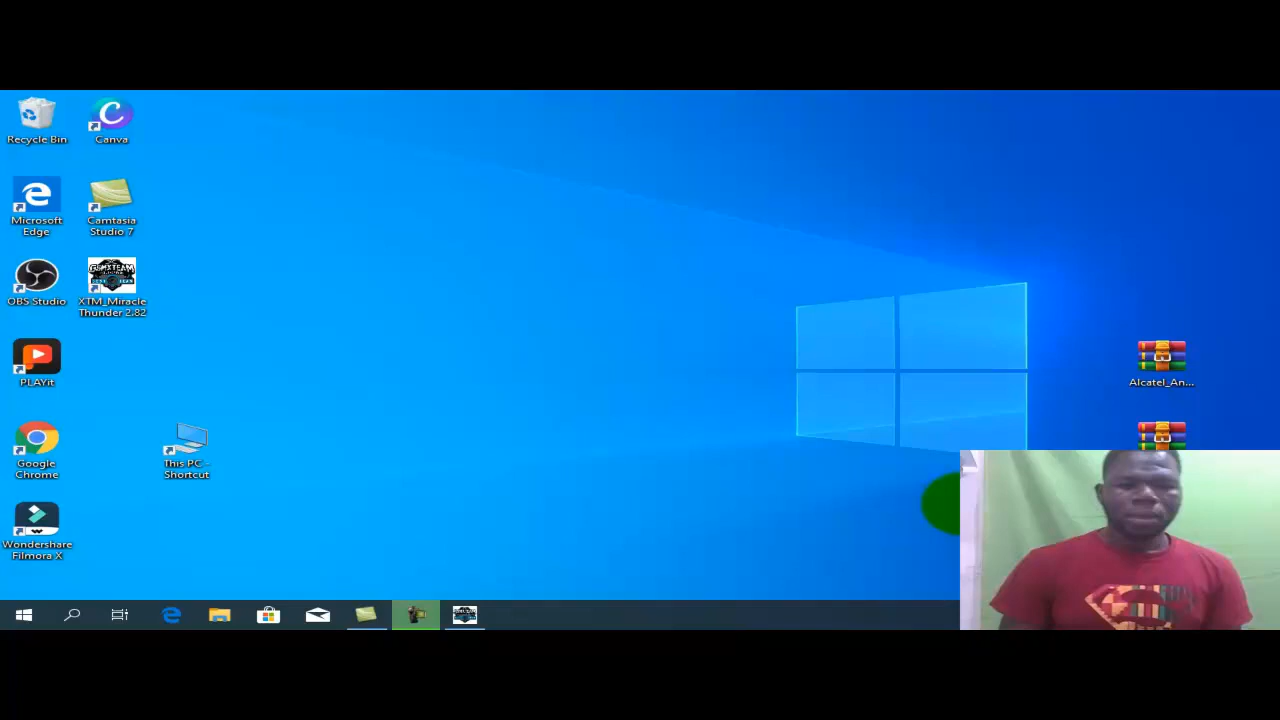 Recycle Bin
Canva
Microsoft
Edge
Camtasia
Studio 7
OBS Studio
XTM_Miracle
Thunder 2.82
PLAYit
Alcatel_An...
Google
Chrome
This PC -
Shortcut
Wondershare
Filmora X